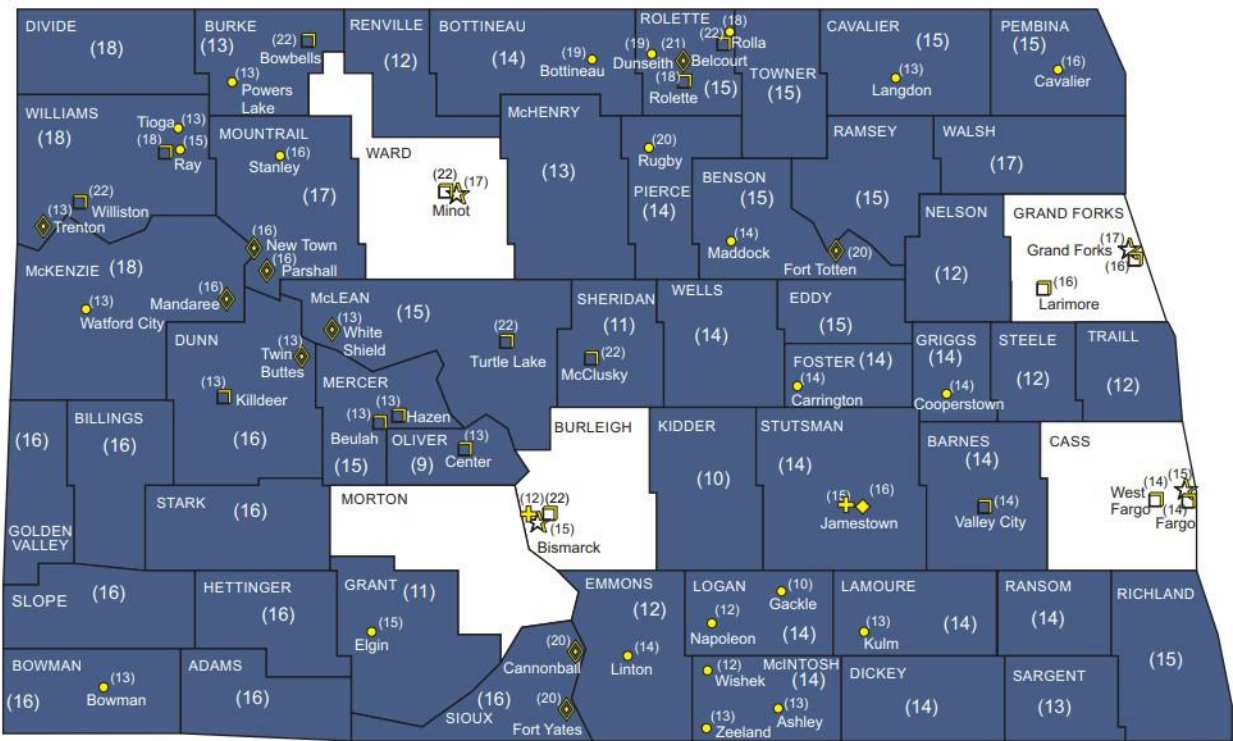 DIVIDE
(18)
BURKE
(13)
(22)
Bowbells
(13)
Powers
Lake
RENVILLE
(12)
BOTTINEAU
(14)
(19)
Bottineau
ROLETTE
(18)
Rolla
(22)
(19)
Dunseith
(21)
Belcourt
(18)
Rolette
(15)
TOWNER
(15)
CAVALIER
(15)
(13)
Langdon
PEMBINA
(15)
(16)
Cavalier
WILLIAMS
(18)
Tioga
(13)
(18)
(15)
Ray
(22)
Williston
(13)
Trenton
MOUNTRAIL
(16)
Stanley
(17)
WARD
(22)
(17)
Minot
McHENRY
(13)
(20)
Rugby
PIERCE
(14)
BENSON
(15)
(14)
Maddock
RAMSEY
(15)
WALSH
(17)
NELSON
(12)
GRAND FORKS
(17)
Grand Forks
(16)
(16)
Larimore
(16)
New Town
(16)
Parshall
Fort Totten
(20)
McKENZIE
(18)
(13)
Watford City
(16)
Mandaree
McLEAN
(15)
(13)
White
Shield
(22)
Turtle Lake
SHERIDAN
(11)
(22)
McClusky
WELLS
(14)
EDDY
(15)
FOSTER
(14)
(14)
Carrington
GRIGGS
(14)
(14)
Cooperstown
STEELE
(12)
TRAILL
(12)
DUNN
(13)
Twin
Buttes
(13)
Killdeer
(16)
MERCER
(13)
Hazen
(13)
Beulah
(15)
OLIVER
(9)
(13)
Center
BURLEIGH
(12)
(22)
(15)
Bismarck
KIDDER
(10)
STUTSMAN
(14)
(15)
(16)
Jamestown
BARNES
(14)
(14)
Valley City
CASS
(14)
(15)
West
Fargo
(14)
Fargo
(16)
GOLDEN
VALLEY
BILLINGS
(16)
STARK
(16)
MORTON
SLOPE
(16)
HETTINGER
(16)
GRANT
(11)
(15)
Elgin
EMMONS
(12)
(14)
Linton
LOGAN
(10)
Gackle
(12)
Napoleon
(14)
LAMOURE
(13)
Kulm
(14)
RANSOM
(14)
RICHLAND
(15)
BOWMAN
(16)
(13)
Bowman
ADAMS
(16)
(20)
Cannonball
(16)
SIOUX
(20)
Fort Yates
McINTOSH
(14)
(12)
Wishek
(13)
Ashley
(13)
Zeeland
DICKEY
(14)
SARGENT
(13)